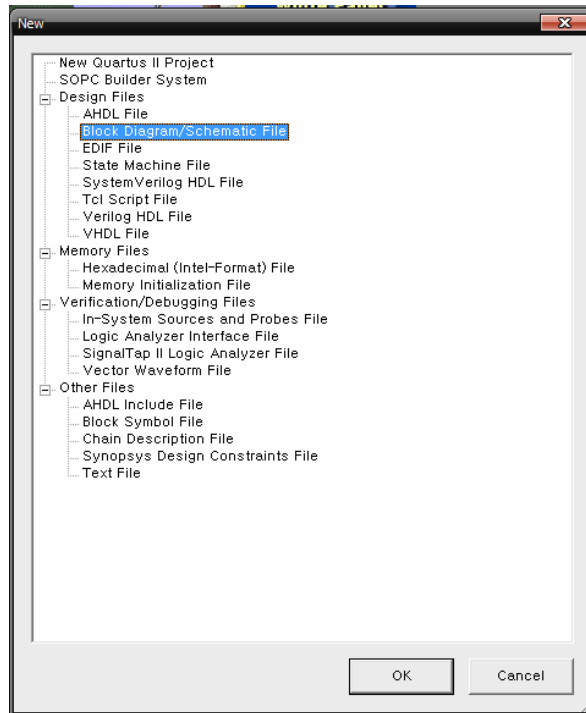 New
New Quartus II Project
SOPC Builder System
Design Files
AHDL File
Block Diagram/Schematic File
EDIF File
State Machine File
SystemVerilog HDL File
Tcl Script File
Verilog HDL File
VHDL File
Memory Files
Hexadecimal (Intel-Format) File
Memory Initialization File
Verification/Debugging Files
In-System Sources and Probes File
Logic Analyzer Interface File
SignalTap II Logic Analyzer File
Vector Waveform File
Other Files
AHDL Include File
Block Symbol File
Chain Description File
Synopsys Design Constraints File
Text File
OK Cancel